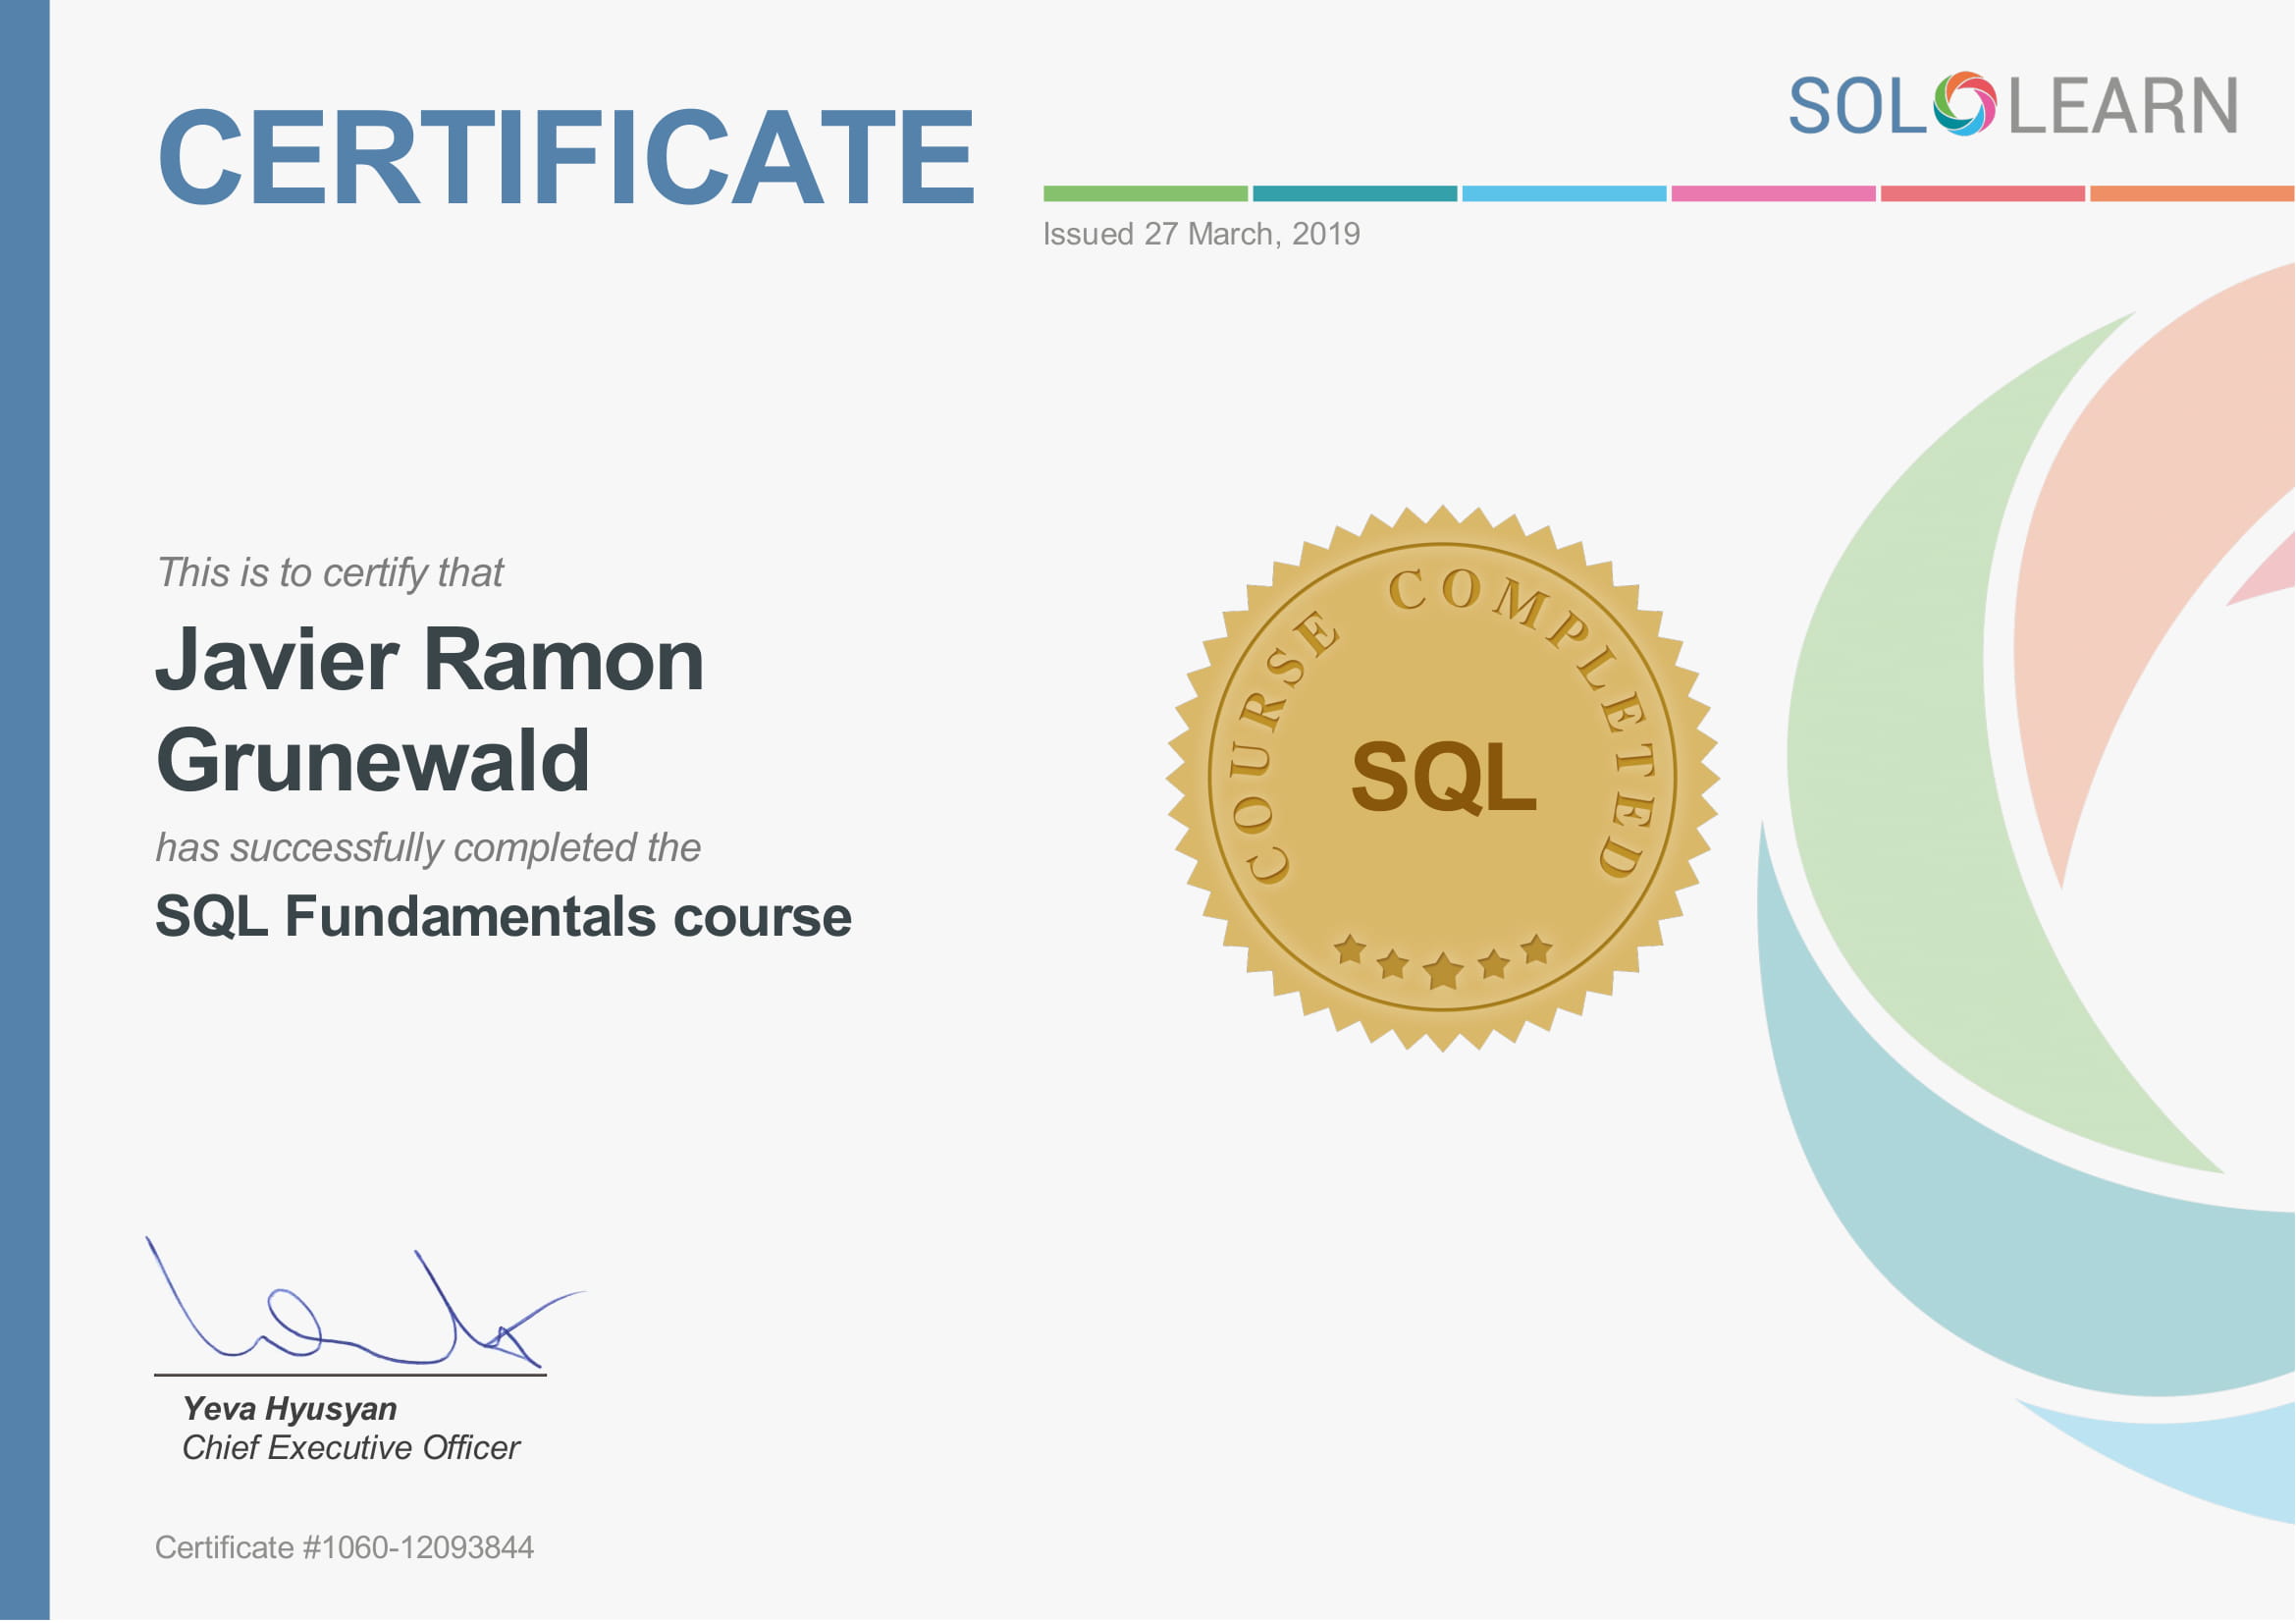 CERTIFICATE
SOLOLEARN
Issued 27 March, 2019
This is to certify that
Javier Ramon
Grunewald
has successfully completed the
SQL Fundamentals course
COURSE COMPLETED
SQL
Yeva Hyusyan
Chief Executive Officer
Certificate #1060-12093844